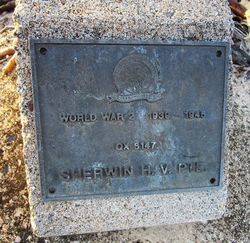 WORLD WAR 2 1939 - 1945
QX 5147
SHERWIN H. V. PTE.